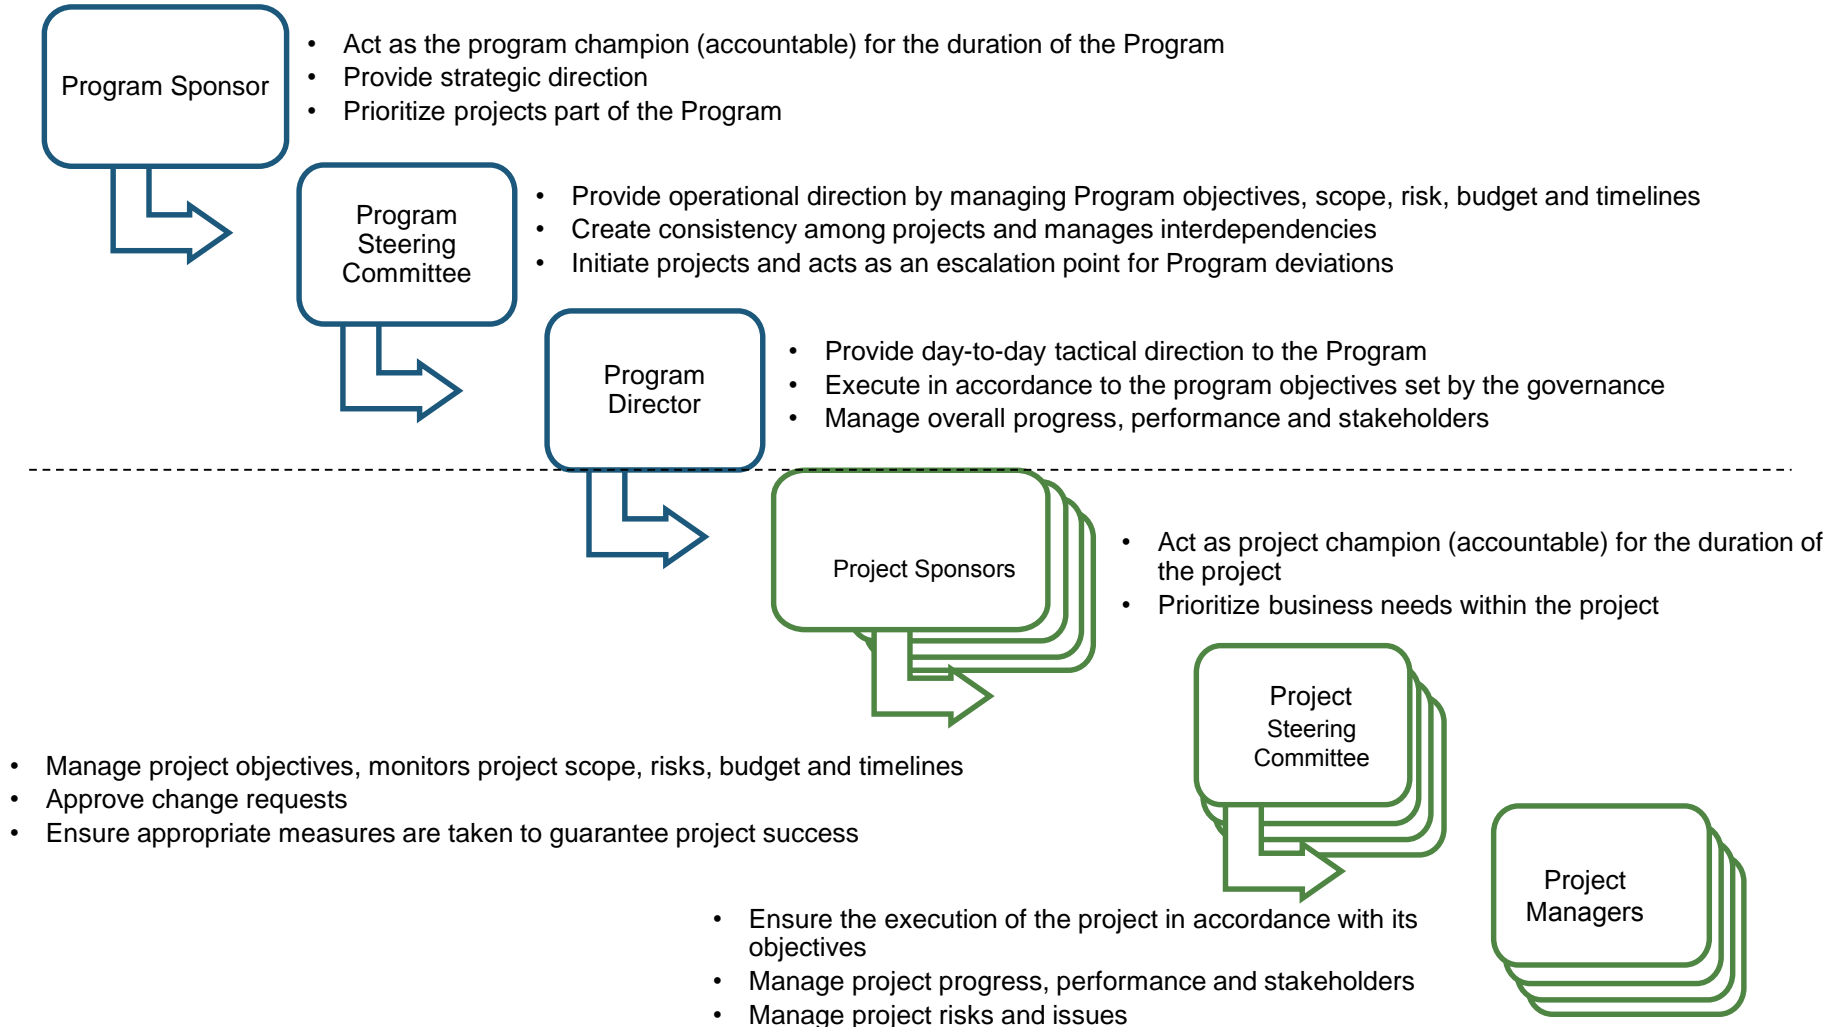 Program Sponsor
• Act as the program champion (accountable) for the duration of the Program
• Provide strategic direction
• Prioritize projects part of the Program
Program
Steering
Committee
• Provide operational direction by managing Program objectives, scope, risk, budget and timelines
• Create consistency among projects and manages interdependencies
• Initiate projects and acts as an escalation point for Program deviations
Program
Director
• Provide day-to-day tactical direction to the Program
• Execute in accordance to the program objectives set by the governance
• Manage overall progress, performance and stakeholders
Project Sponsors
• Act as project champion (accountable) for the duration of
the project
• Prioritize business needs within the project
Project
Steering
Committee
• Manage project objectives, monitors project scope, risks, budget and timelines
• Approve change requests
• Ensure appropriate measures are taken to guarantee project success
Project
Managers
• Ensure the execution of the project in accordance with its
objectives
• Manage project progress, performance and stakeholders
• Manage project risks and issues